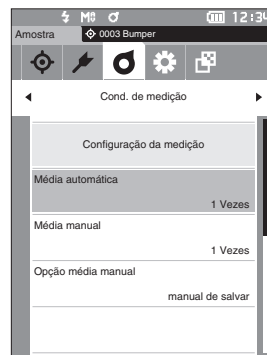 M 12:34
Amostra 0003 Bumper
Cond. de medição
Configuração da medição
Média automática
1 Vezes
Média manual
1 Vezes
Opção média manual
manual de salvar